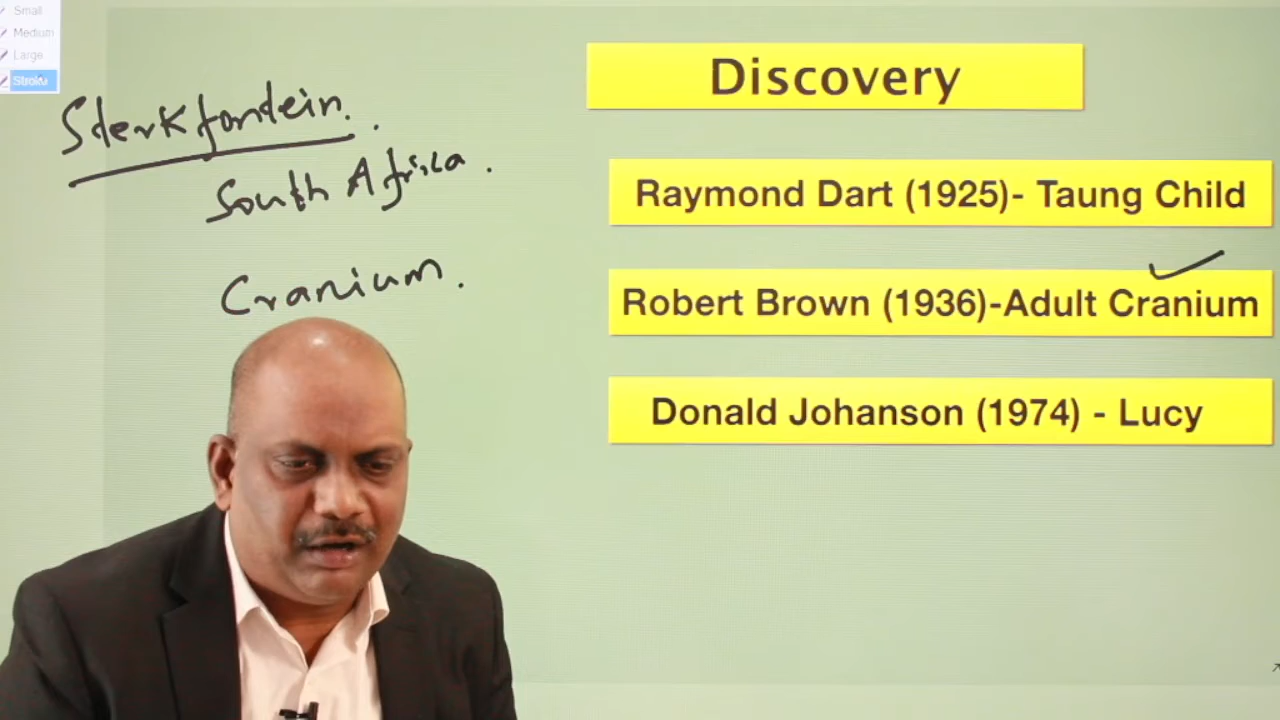 Small
Medium
Large
Stroke
Sterkfontein.
South Africa.
Cranium.
Discovery
Raymond Dart (1925)- Taung Child
Robert Brown (1936)-Adult Cranium
Donald Johanson (1974) - Lucy